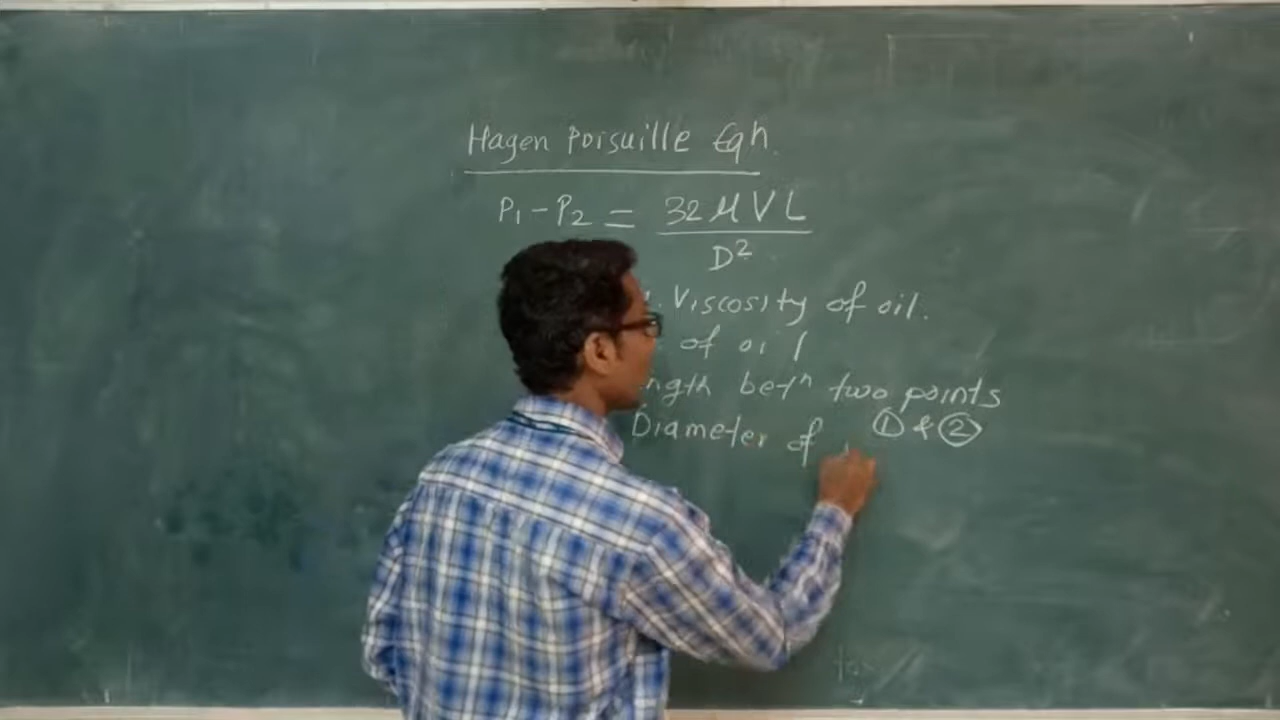 Hagen Poisuille Eqn.
P1 - P2 = 32 μ V L
D²
Viscosity of oil.
of oil
ngth betn two points
① & ②
Diameter of